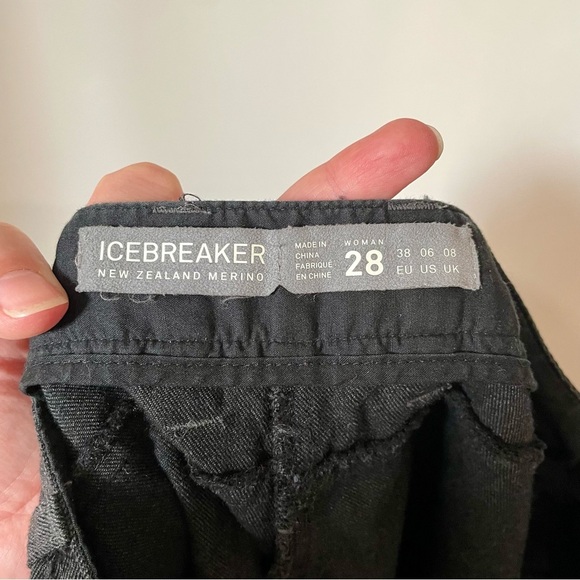 ICEBREAKER
NEW ZEALAND MERINO
MADE IN
CHINA
FABRIQUÉ
EN CHINE
WOMAN
28
38 06 08
EU US UK